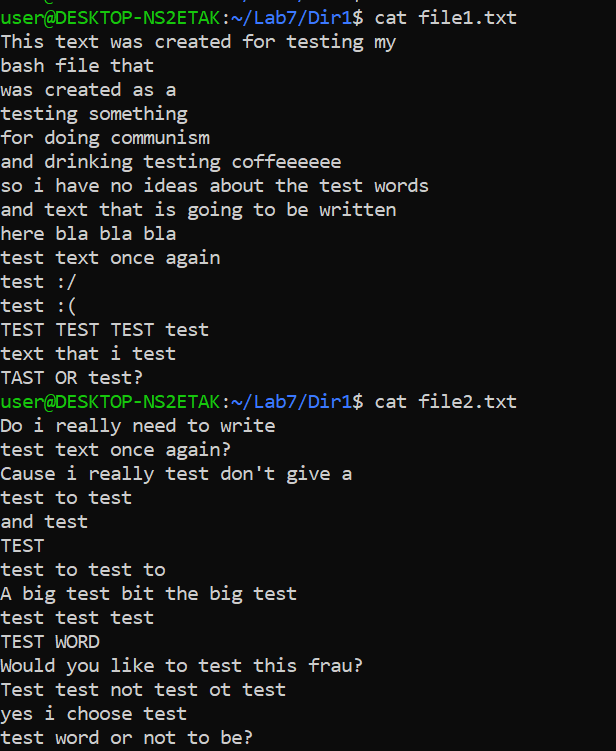 user@DESKTOP-NS2ETAK:~/Lab7/Dir1$ cat file1.txt
This text was created for testing my
bash file that
was created as a
testing something
for doing communism
and drinking testing coffeeeeee
so i have no ideas about the test words
and text that is going to be written
here bla bla bla
test text once again
test :/
test :(
TEST TEST TEST test
text that i test
TAST OR test?
user@DESKTOP-NS2ETAK:~/Lab7/Dir1$ cat file2.txt
Do i really need to write
test text once again?
Cause i really test don't give a
test to test
and test
TEST
test to test to
A big test bit the big test
test test test
TEST WORD
Would you like to test this frau?
Test test not test ot test
yes i choose test
test word or not to be?